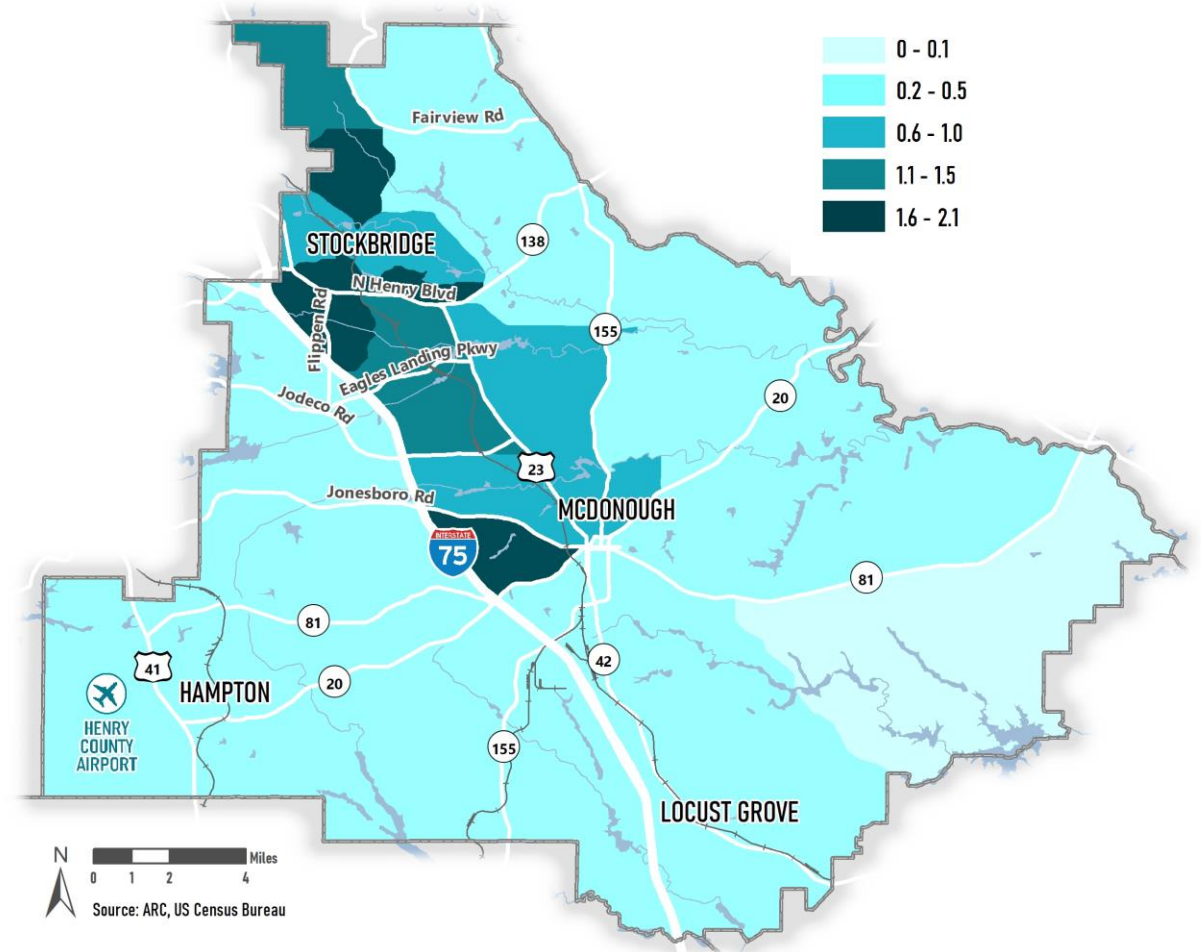 0 - 0.1
0.2 - 0.5
0.6 - 1.0
1.1 - 1.5
1.6 - 2.1
Fairview Rd
STOCKBRIDGE
138
N Henry Blvd
Flippen Rd
155
Eagles Landing Pkwy
Jodeco Rd
20
23
Jonesboro Rd
MCDONOUGH
INTERSTATE
75
81
81
41
42
20
HAMPTON
HENRY
COUNTY
AIRPORT
155
LOCUST GROVE
N
Miles
0 1 2 4
Source: ARC, US Census Bureau